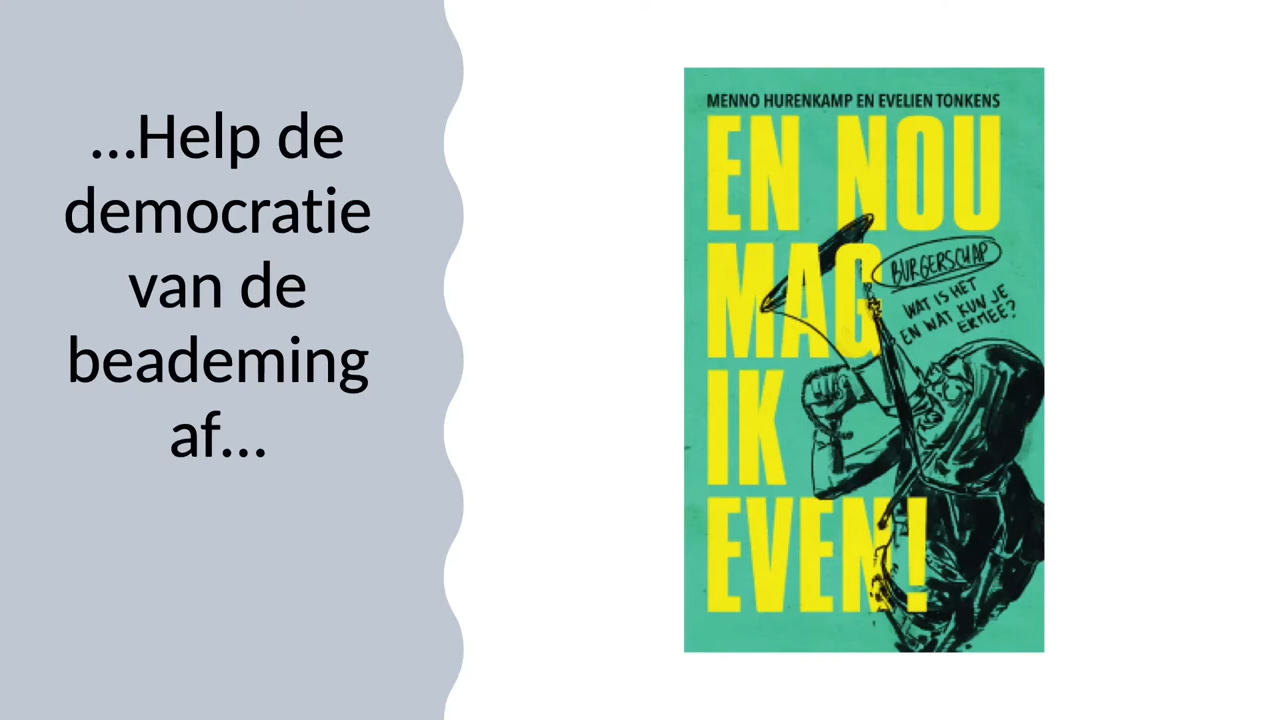 ...Help de
democratie
van de
beademing
af...
MENNO HURENKAMP EN EVELIEN TONKENS
EN NOU
MAG
IK
EVEN!
BURGERSCHAP
WAT IS HET
EN WAT KUN JE
ERMEE?